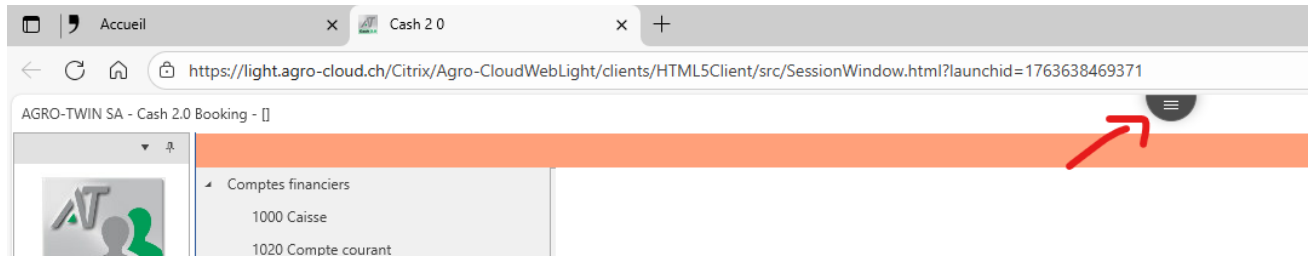 Accueil
Cash 2 0
https://light.agro-cloud.ch/Citrix/Agro-CloudWebLight/clients/HTML5Client/src/SessionWindow.html?launchid=1763638469371
AGRO-TWIN SA - Cash 2.0 Booking - []
AT
Comptes financiers
1000 Caisse
1020 Compte courant